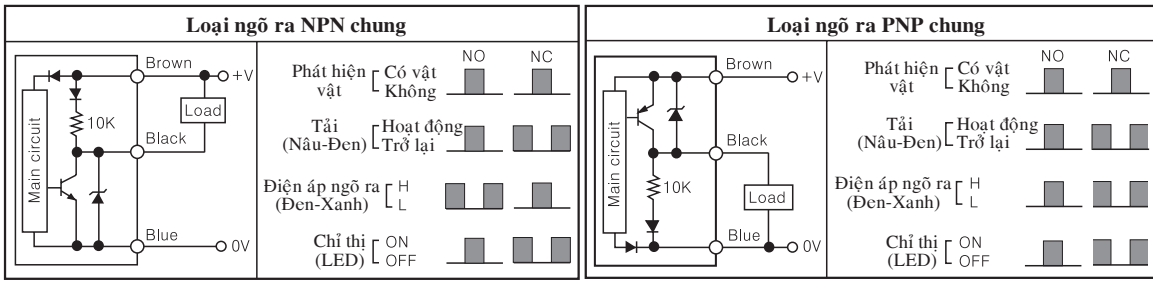 Loại ngõ ra NPN chung
Main circuit
Brown
+V
Load
10K
Black
Blue
0V
NO
NC
Phát hiện vật
Có vật
Không
Tải
(Nâu-Đen)
Hoạt động
Trở lại
Điện áp ngõ ra
(Đen-Xanh)
H
L
Chỉ thị
(LED)
ON
OFF
Loại ngõ ra PNP chung
Main circuit
Brown
+V
Black
10K
Load
Blue
0V
NO
NC
Phát hiện vật
Có vật
Không
Tải
(Nâu-Đen)
Hoạt động
Trở lại
Điện áp ngõ ra
(Đen-Xanh)
H
L
Chỉ thị
(LED)
ON
OFF